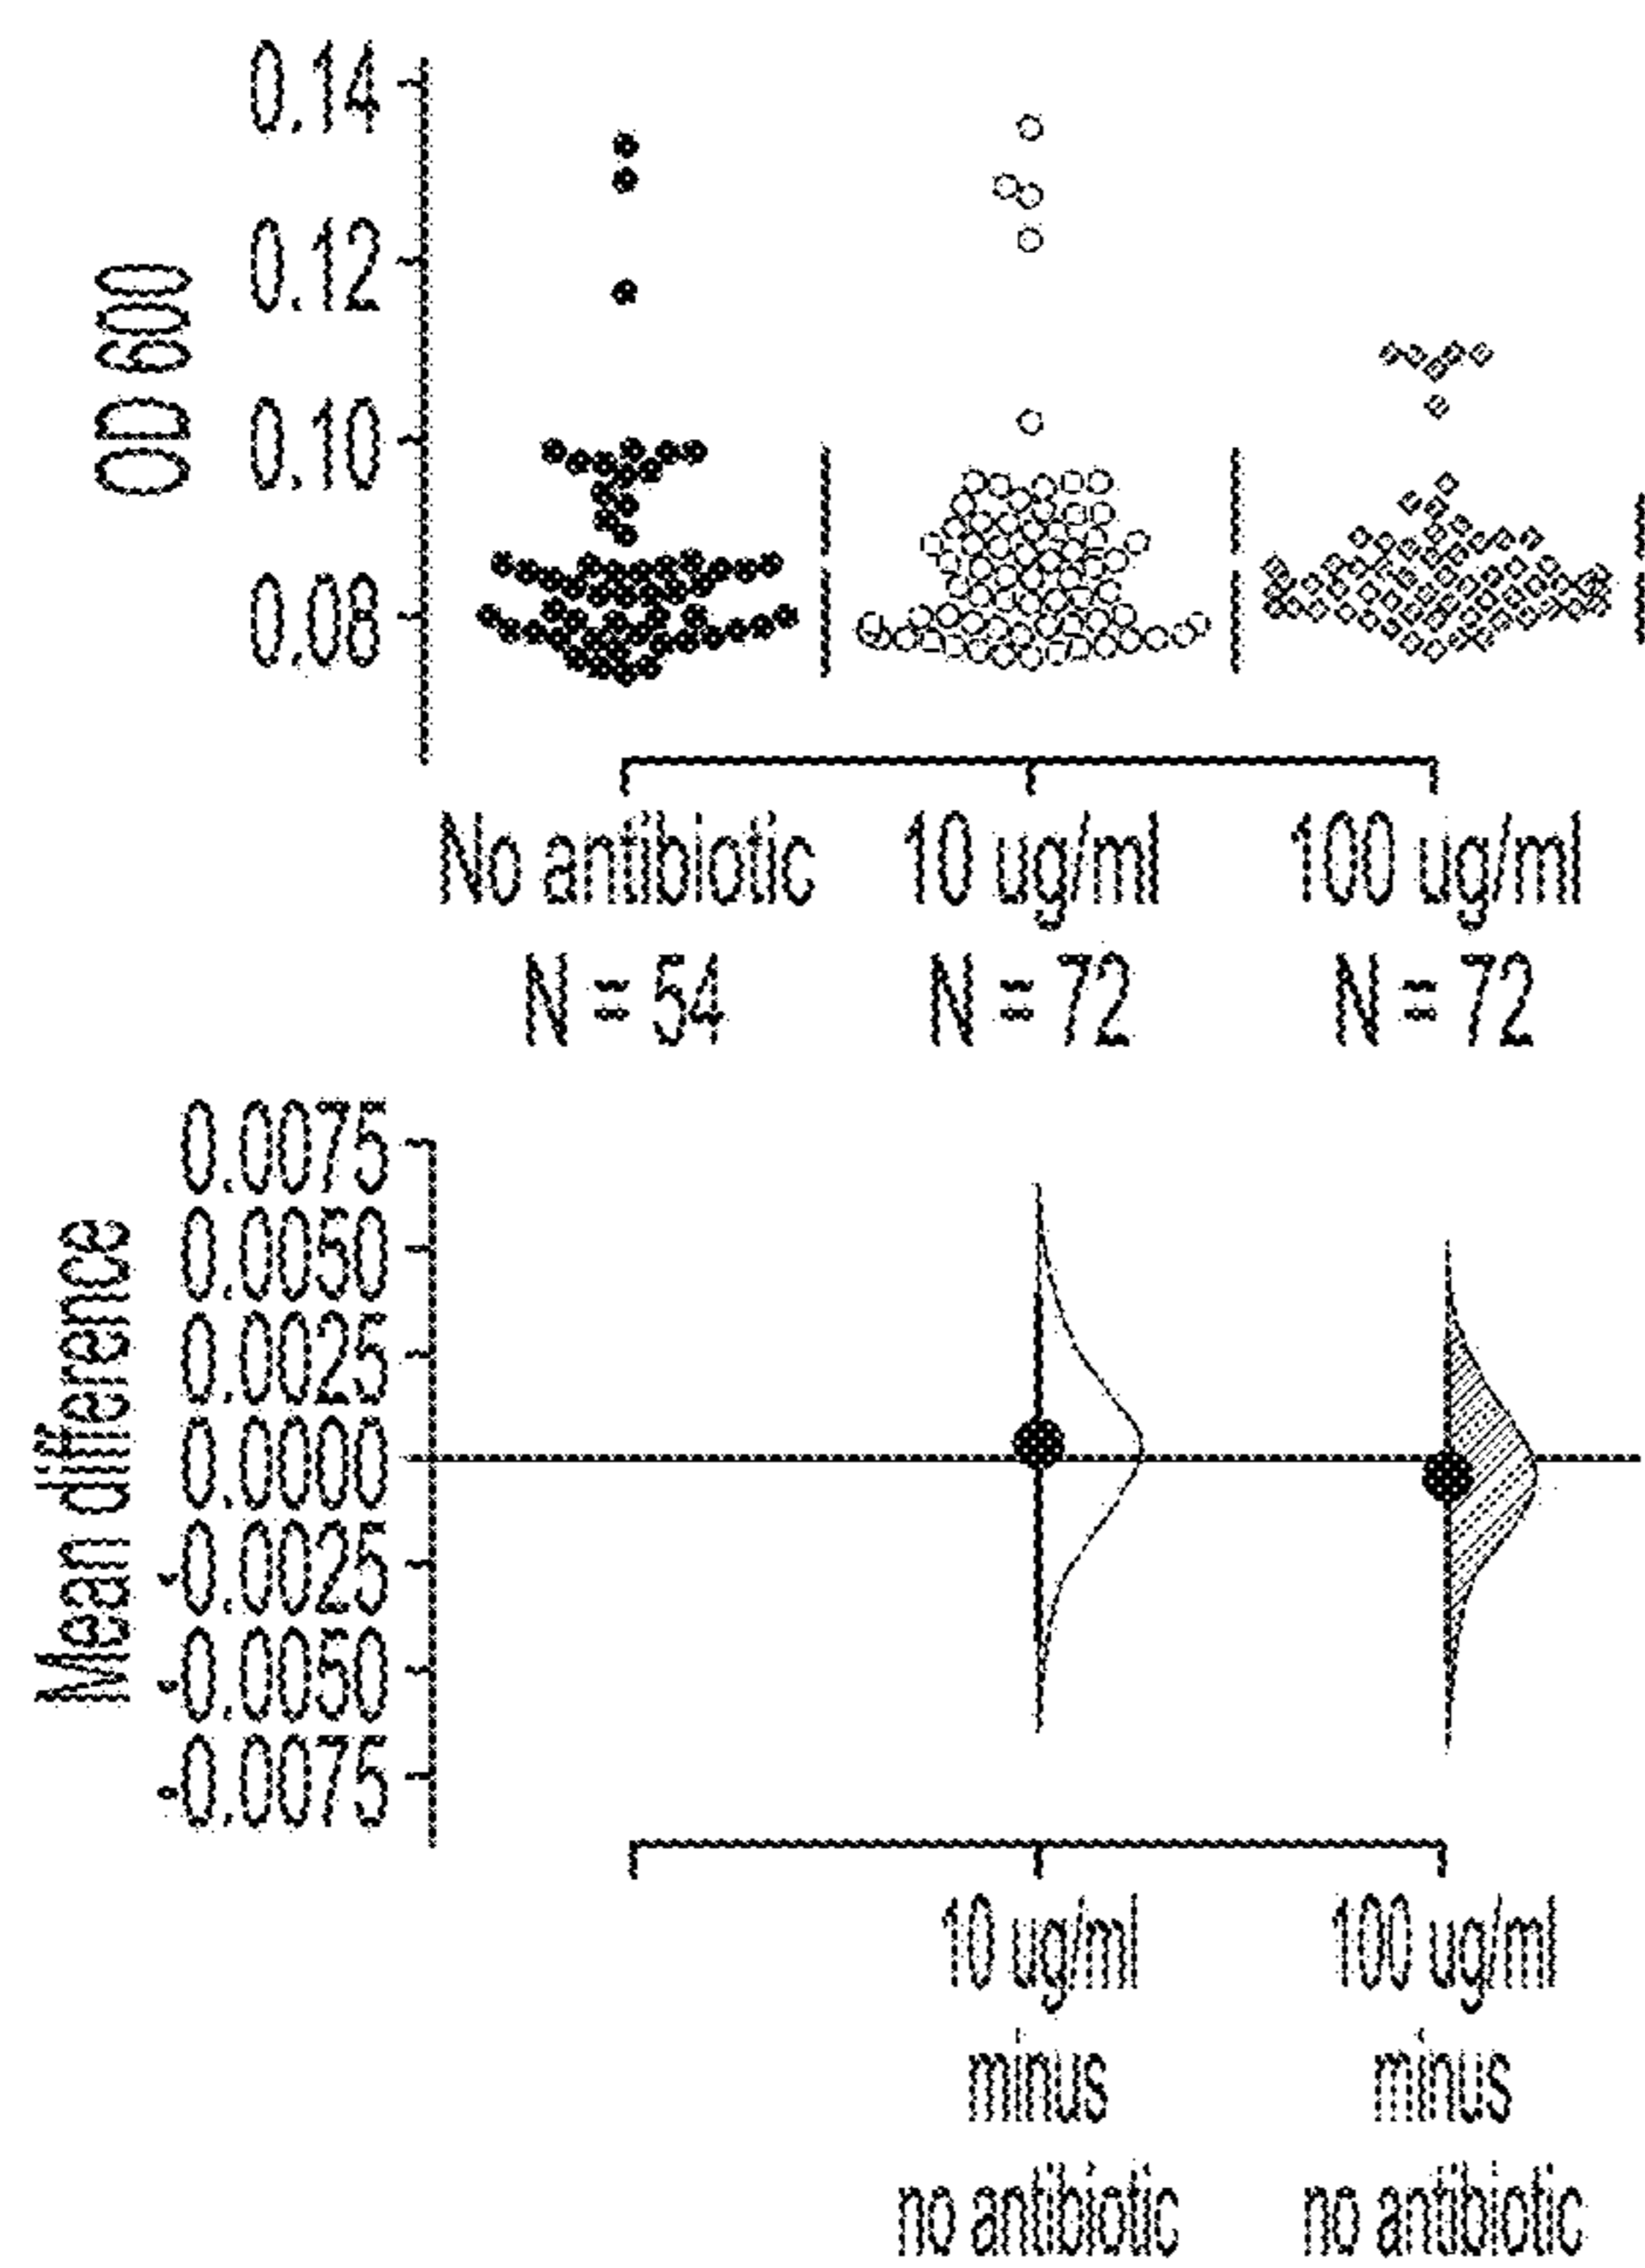 OD 600
0.14
0.12
0.10
0.08
No antibiotic 10 ug/ml 100 ug/ml
N = 54 N = 72 N = 72
Mean difference
0.0075
0.0050
0.0025
0.0000
-0.0025
-0.0050
-0.0075
10 ug/ml 100 ug/ml
minus minus
no antibiotic no antibiotic